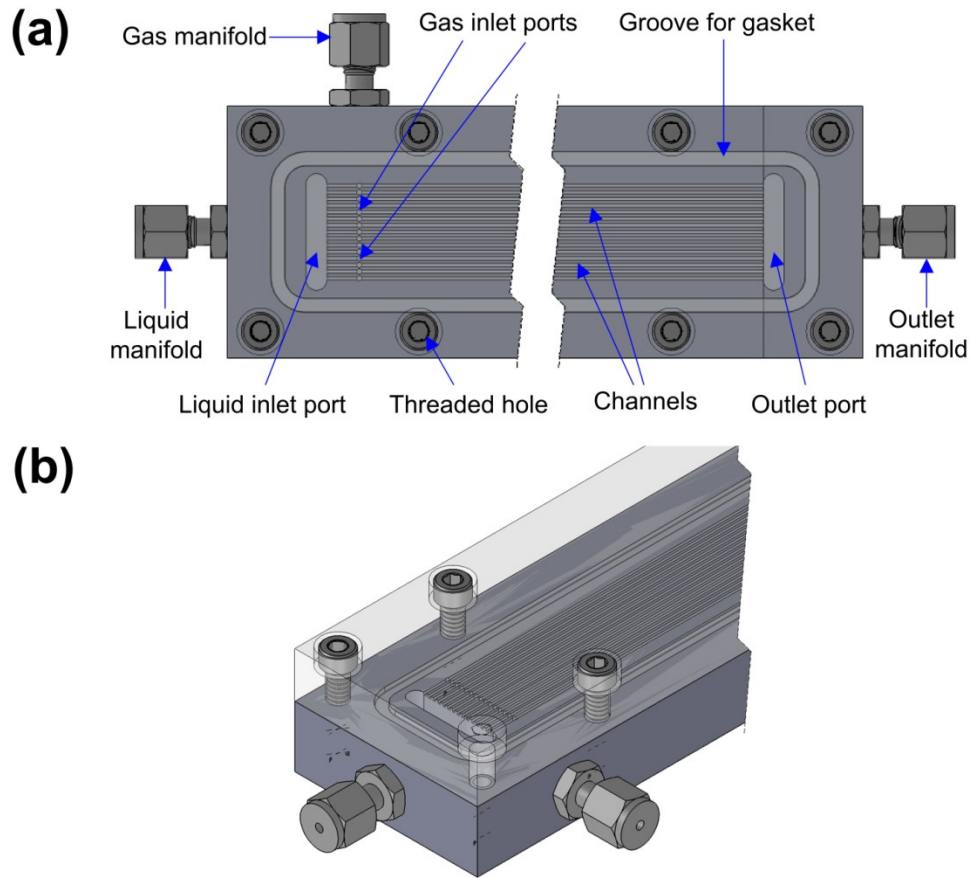 (a)
Gas manifold
Gas inlet ports
Groove for gasket
Liquid
manifold
Outlet
manifold
Liquid inlet port
Threaded hole
Channels
Outlet port
(b)